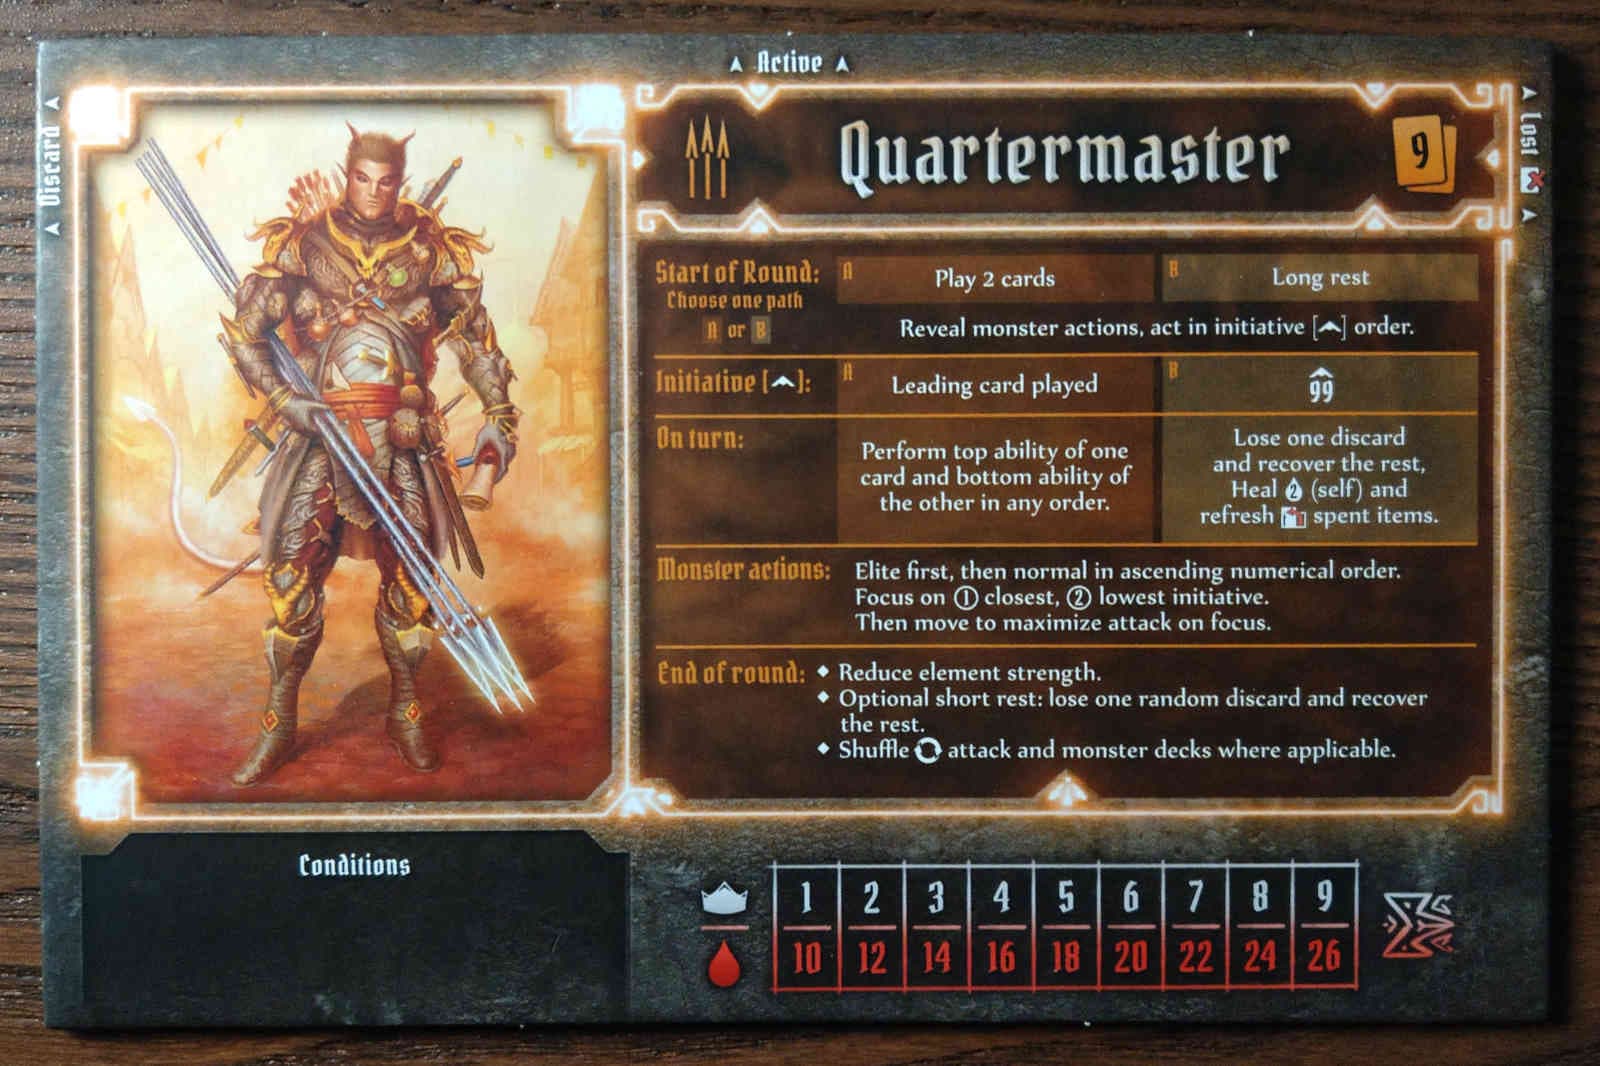 Active
Discard
Quartermaster
9
Lost
Start of Round:
Choose one path
A or B
A
Play 2 cards
B
Long rest
Reveal monster actions, act in initiative [ ] order.
Initiative [ ]:
A
Leading card played
B
99
On turn:
Perform top ability of one
card and bottom ability of
the other in any order.
Lose one discard
and recover the rest,
Heal 2 (self) and
refresh spent items.
Monster actions:
Elite first, then normal in ascending numerical order.
Focus on ① closest, ② lowest initiative.
Then move to maximize attack on focus.
End of round:
◆ Reduce element strength.
◆ Optional short rest: lose one random discard and recover
the rest.
◆ Shuffle attack and monster decks where applicable.
Conditions
1 2 3 4 5 6 7 8 9
10 12 14 16 18 20 22 24 26